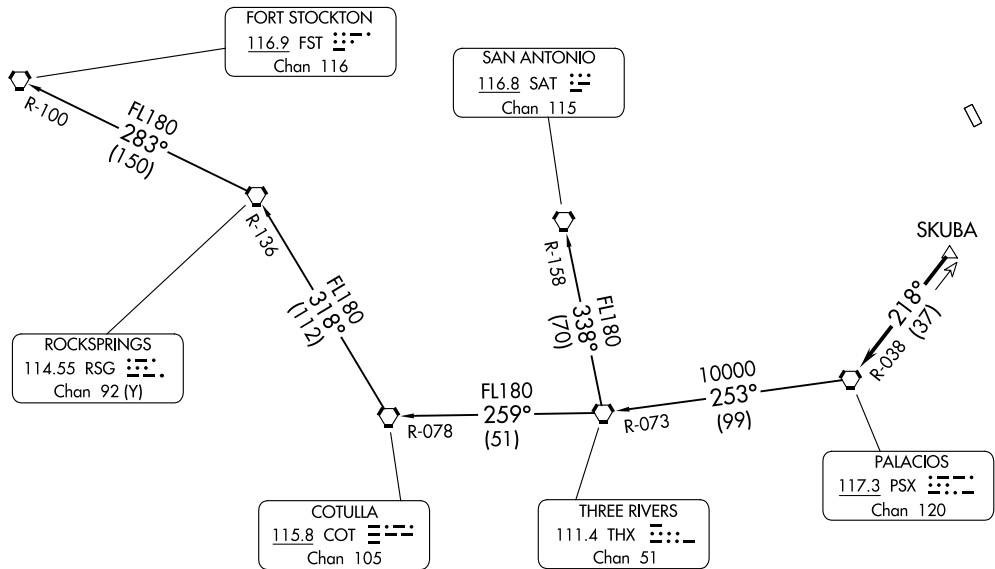 FORT STOCKTON
116.9 FST
Chan 116
SAN ANTONIO
116.8 SAT
Chan 115
R-100
FL180
283°
(150)
R-136
R-158
SKUBA
FL180
318°
(112)
FL180
338°
(70)
218°
(37)
R-038
ROCKSPRINGS
114.55 RSG
Chan 92 (Y)
FL180
259°
(51)
R-078
10000
253°
(99)
R-073
PALACIOS
117.3 PSX
Chan 120
COTULLA
115.8 COT
Chan 105
THREE RIVERS
111.4 THX
Chan 51